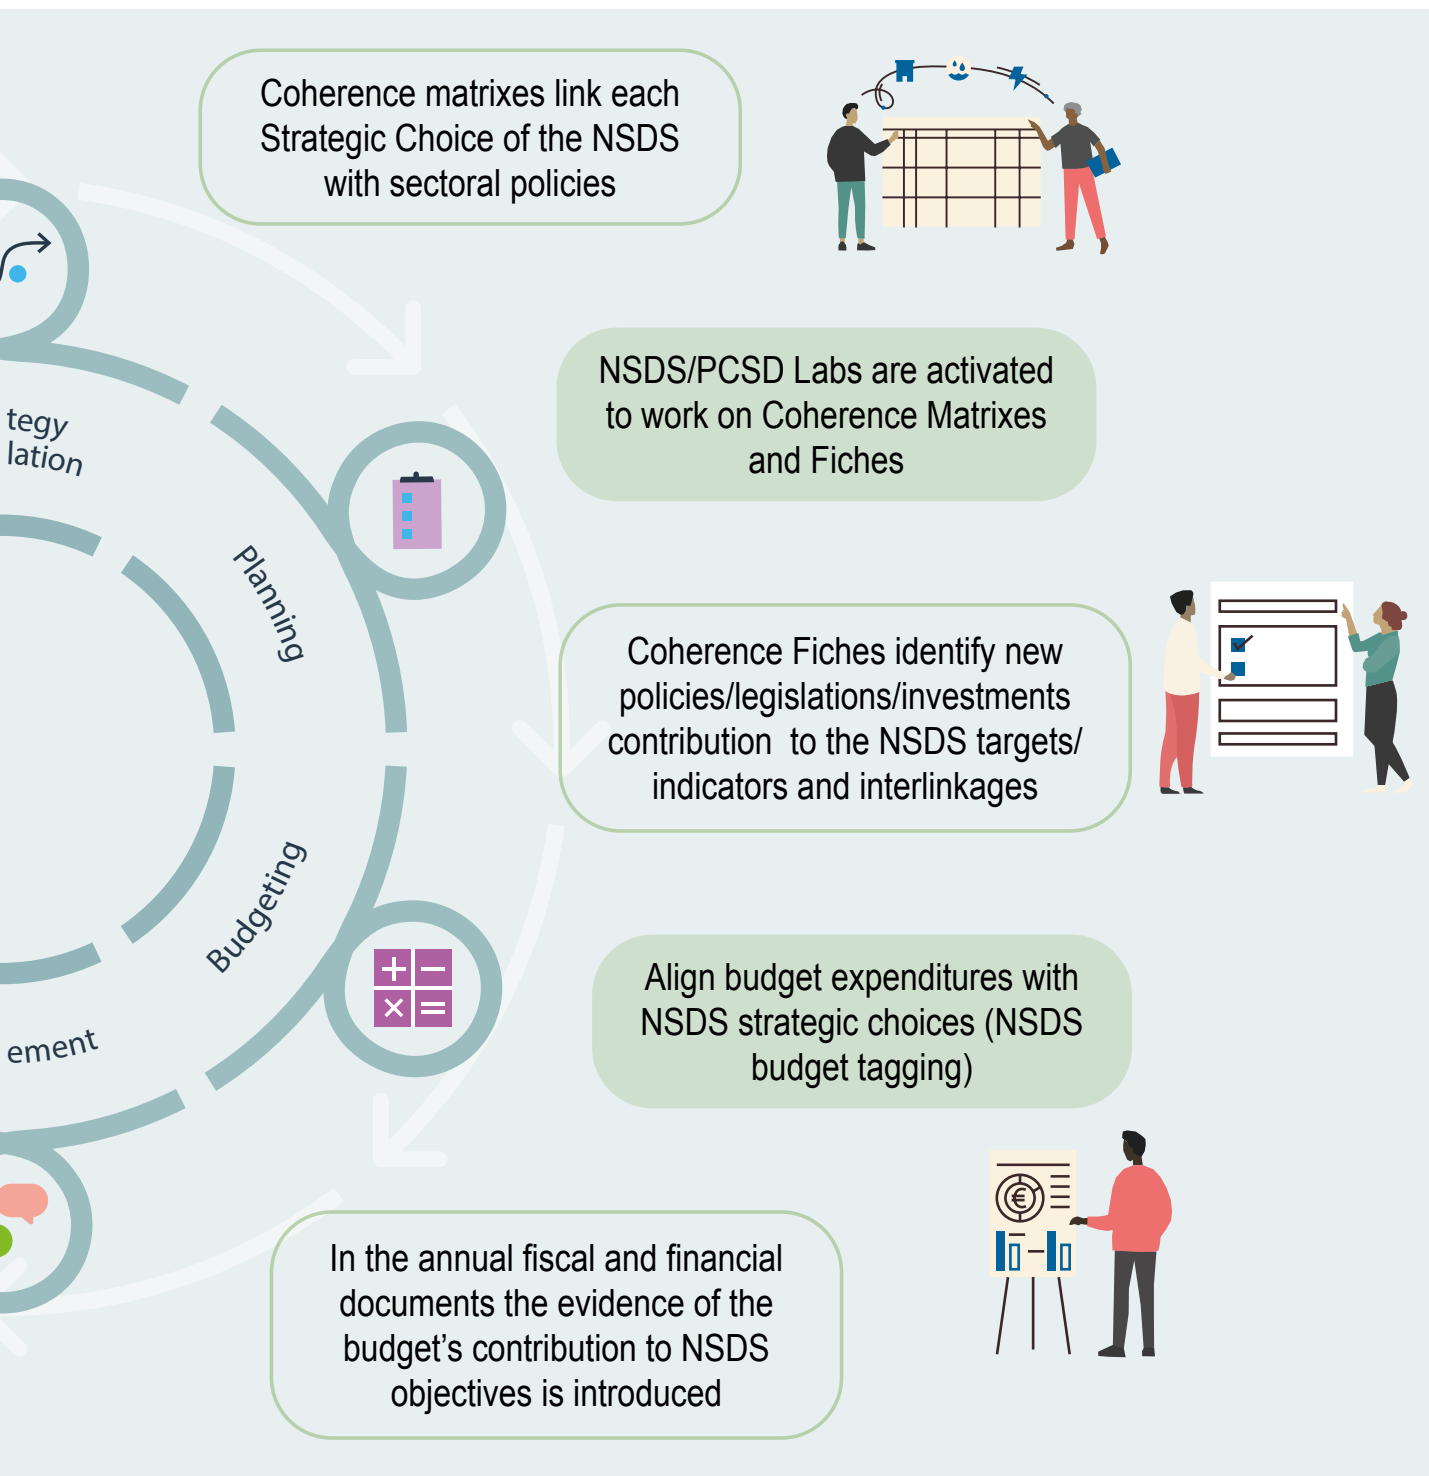 Coherence matrixes link each
Strategic Choice of the NSDS
with sectoral policies
NSDS/PCSD Labs are activated
to work on Coherence Matrixes
and Fiches
tegy
lation
Planning
Coherence Fiches identify new
policies/legislations/investments
contribution to the NSDS targets/
indicators and interlinkages
Budgeting
Align budget expenditures with
NSDS strategic choices (NSDS
budget tagging)
ement
€
In the annual fiscal and financial
documents the evidence of the
budget’s contribution to NSDS
objectives is introduced